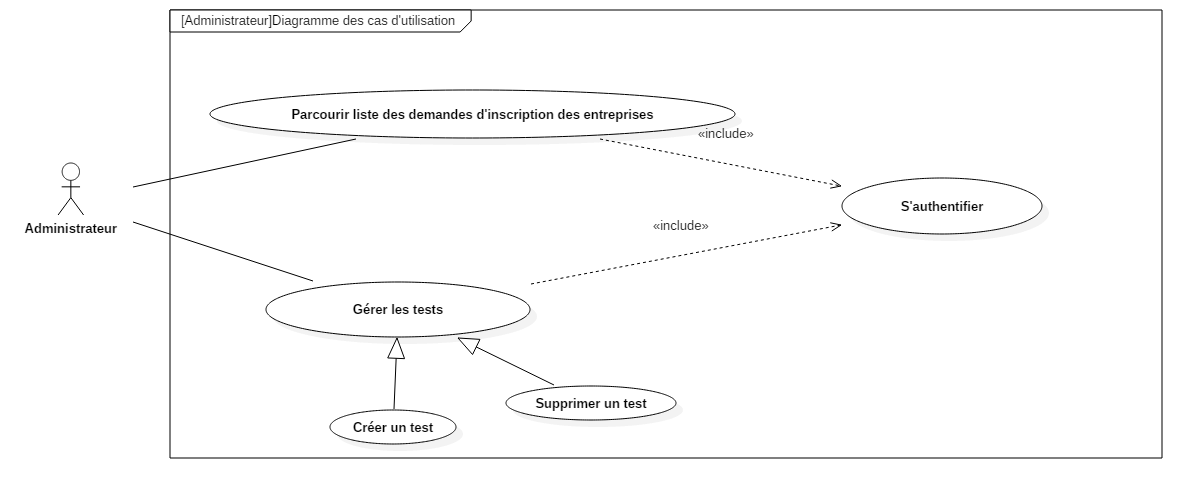 [Administrateur]Diagramme des cas d'utilisation
Parcourir liste des demandes d'inscription des entreprises
«include»
S'authentifier
Administrateur
«include»
Gérer les tests
Supprimer un test
Créer un test